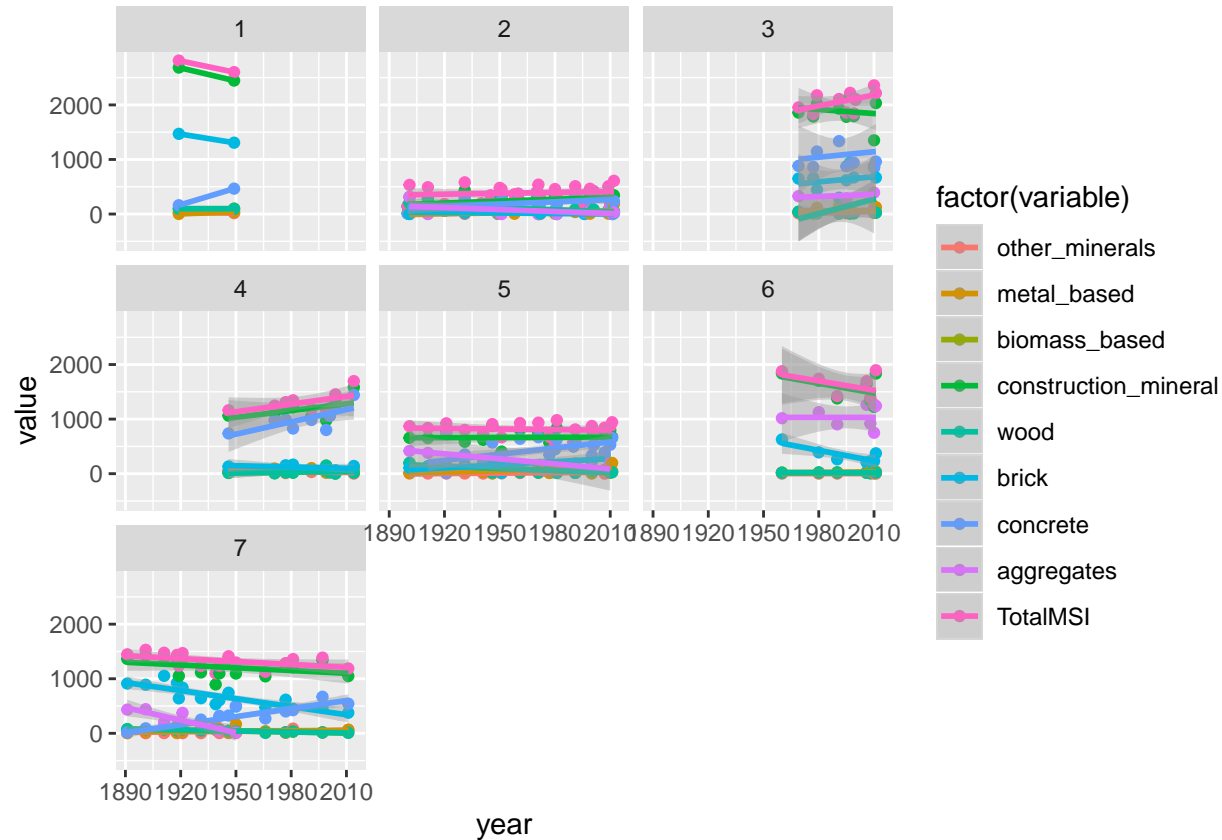 1 2 3
2000
1000
0
4 5 6
2000
1000
0
1890 1920 1950 1980 2010 1890 1920 1950 1980 2010
7
2000
1000
0
1890 1920 1950 1980 2010
year
value
factor(variable)
other_minerals
metal_based
biomass_based
construction_mineral
wood
brick
concrete
aggregates
TotalMSI